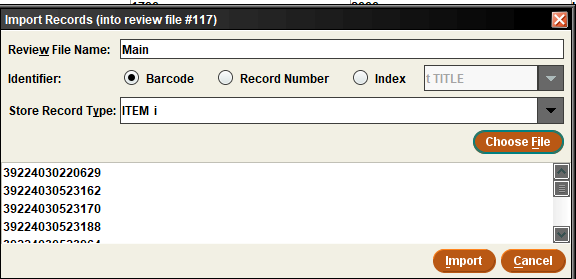 Import Records (into review file #117)
Review File Name: Main
Identifier: Barcode Record Number Index t TITLE
Store Record Type: ITEM i
Choose File
39224030220629
39224030523162
39224030523170
39224030523188
Import Cancel